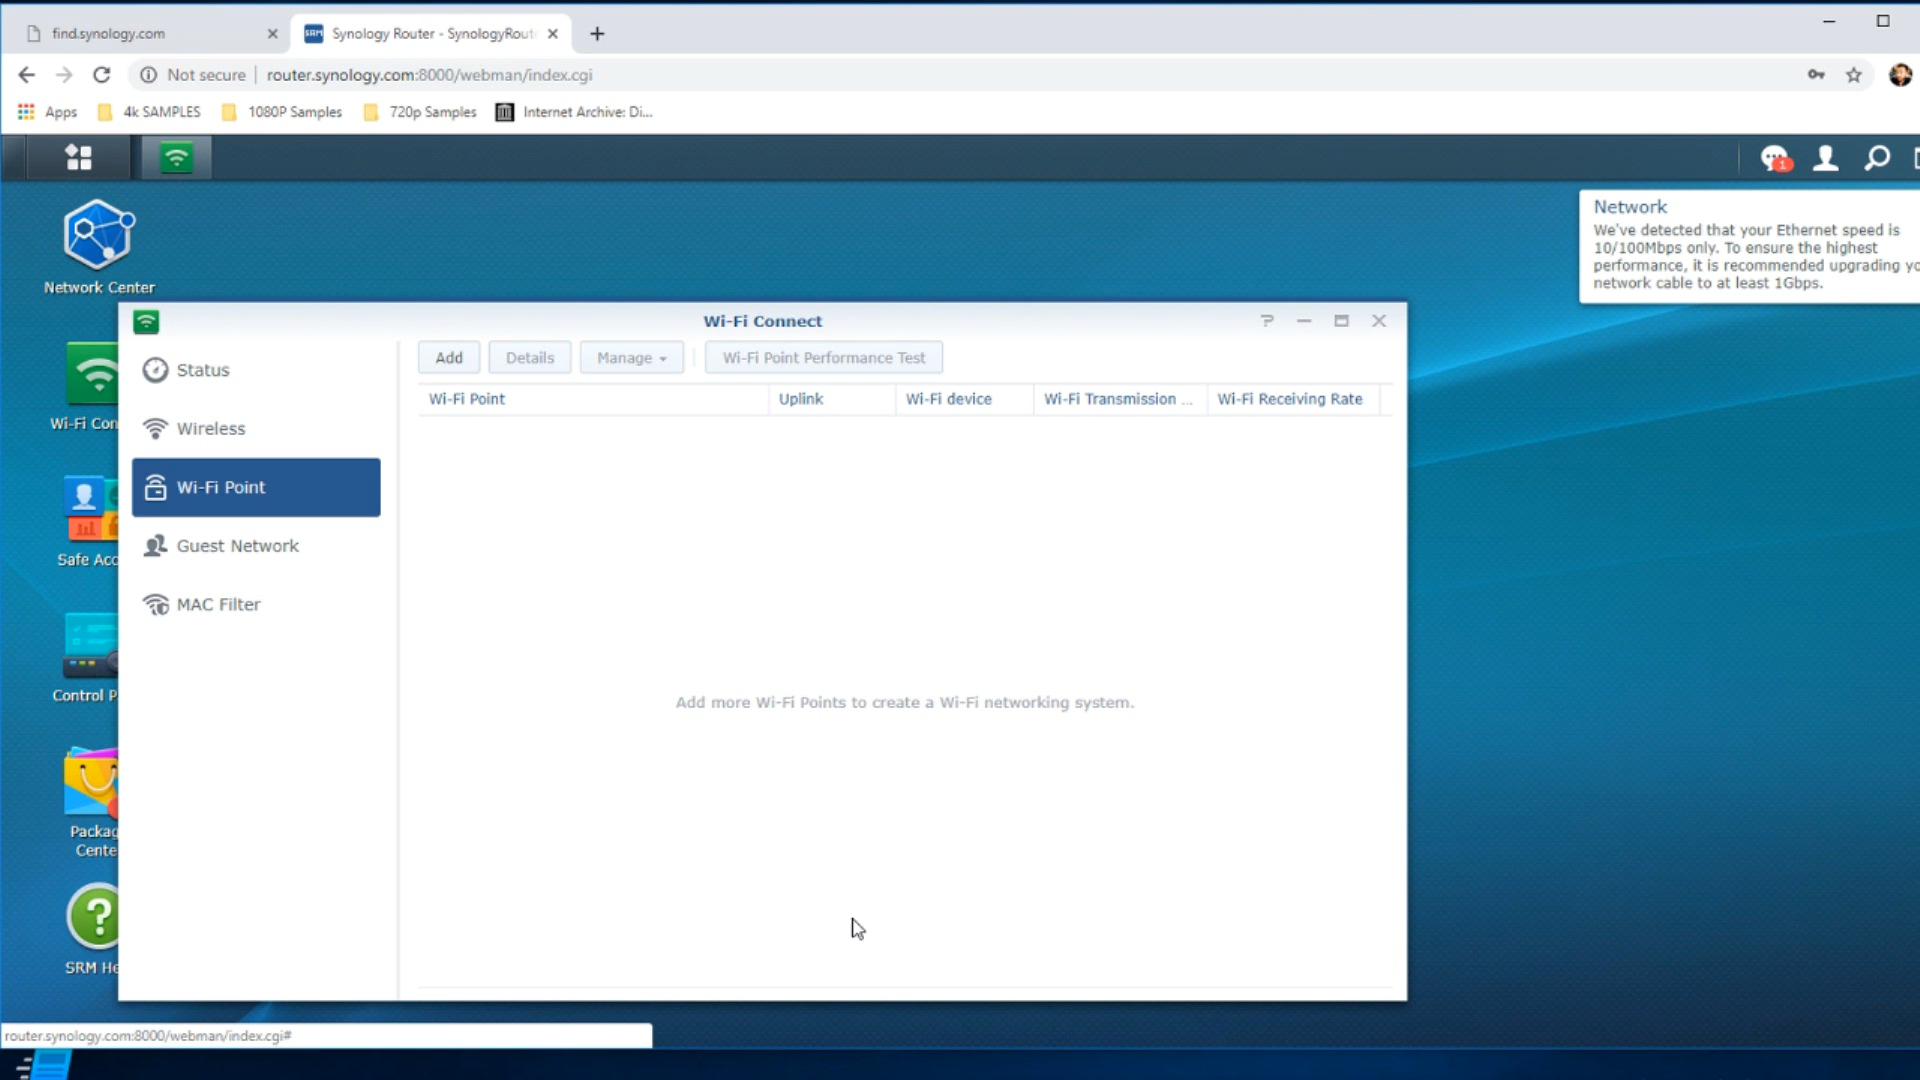 find.synology.com
SRM
Synology Router - SynologyRout
Not secure
router.synology.com:8000/webman/index.cgi
Apps
4k SAMPLES
1080P Samples
720p Samples
Internet Archive: Di...
1
Network
We've detected that your Ethernet speed is
10/100Mbps only. To ensure the highest
performance, it is recommended upgrading yo
network cable to at least 1Gbps.
Network Center
Wi-Fi Con
Safe Acc
Control P
Packag
Cente
SRM He
Wi-Fi Connect
Status
Wireless
Wi-Fi Point
Guest Network
MAC Filter
Add
Details
Manage
Wi-Fi Point Performance Test
Wi-Fi Point
Uplink
Wi-Fi device
Wi-Fi Transmission ...
Wi-Fi Receiving Rate
Add more Wi-Fi Points to create a Wi-Fi networking system.
router.synology.com:8000/webman/index.cgi#